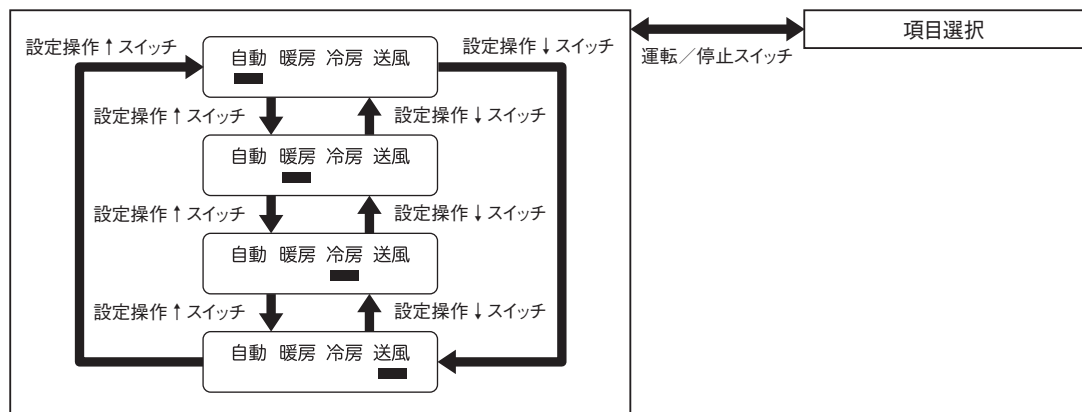 項目選択
設定操作↑スイッチ
設定操作↓スイッチ
運転／停止スイッチ
自動 暖房 冷房 送風
設定操作↑スイッチ
設定操作↓スイッチ
自動 暖房 冷房 送風
設定操作↑スイッチ
設定操作↓スイッチ
自動 暖房 冷房 送風
設定操作↑スイッチ
設定操作↓スイッチ
自動 暖房 冷房 送風